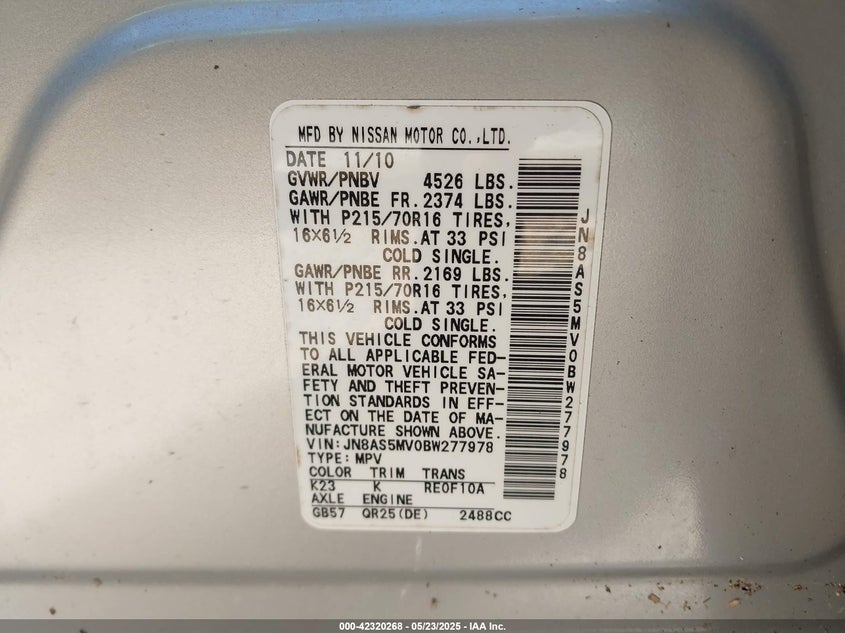 MFD BY NISSAN MOTOR CO.,LTD.
DATE 11/10
GVWR/PNBV 4526 LBS.
GAWR/PNBE FR. 2374 LBS.
WITH P215/70R16 TIRES,
16X6½ RIMS. AT 33 PSI
COLD SINGLE.
GAWR/PNBE RR. 2169 LBS.
WITH P215/70R16 TIRES,
16X6½ RIMS. AT 33 PSI
COLD SINGLE.
THIS VEHICLE CONFORMS
TO ALL APPLICABLE FED-
ERAL MOTOR VEHICLE SA-
FETY AND THEFT PREVEN-
TION STANDARDS IN EFF-
ECT ON THE DATE OF MA-
NUFACTURE SHOWN ABOVE.
VIN:JN8AS5MV0BW277978
TYPE:MPV
COLOR TRIM TRANS
K23 K RE0F10A
AXLE ENGINE
GB57 QR25(DE) 2488CC
JN8AS5MV0BW277978
000-42320268 - 05/23/2025 - IAA Inc.